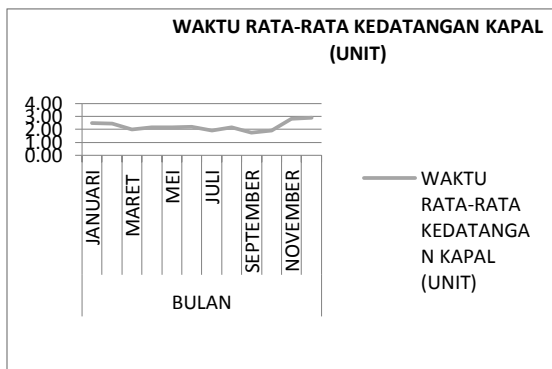 WAKTU RATA-RATA KEDATANGAN KAPAL
(UNIT)
4.00
3.00
2.00
1.00
0.00
JANUARI
MARET
MEI
JULI
SEPTEMBER
NOVEMBER
BULAN
WAKTU
RATA-RATA
KEDATANGA
N KAPAL
(UNIT)